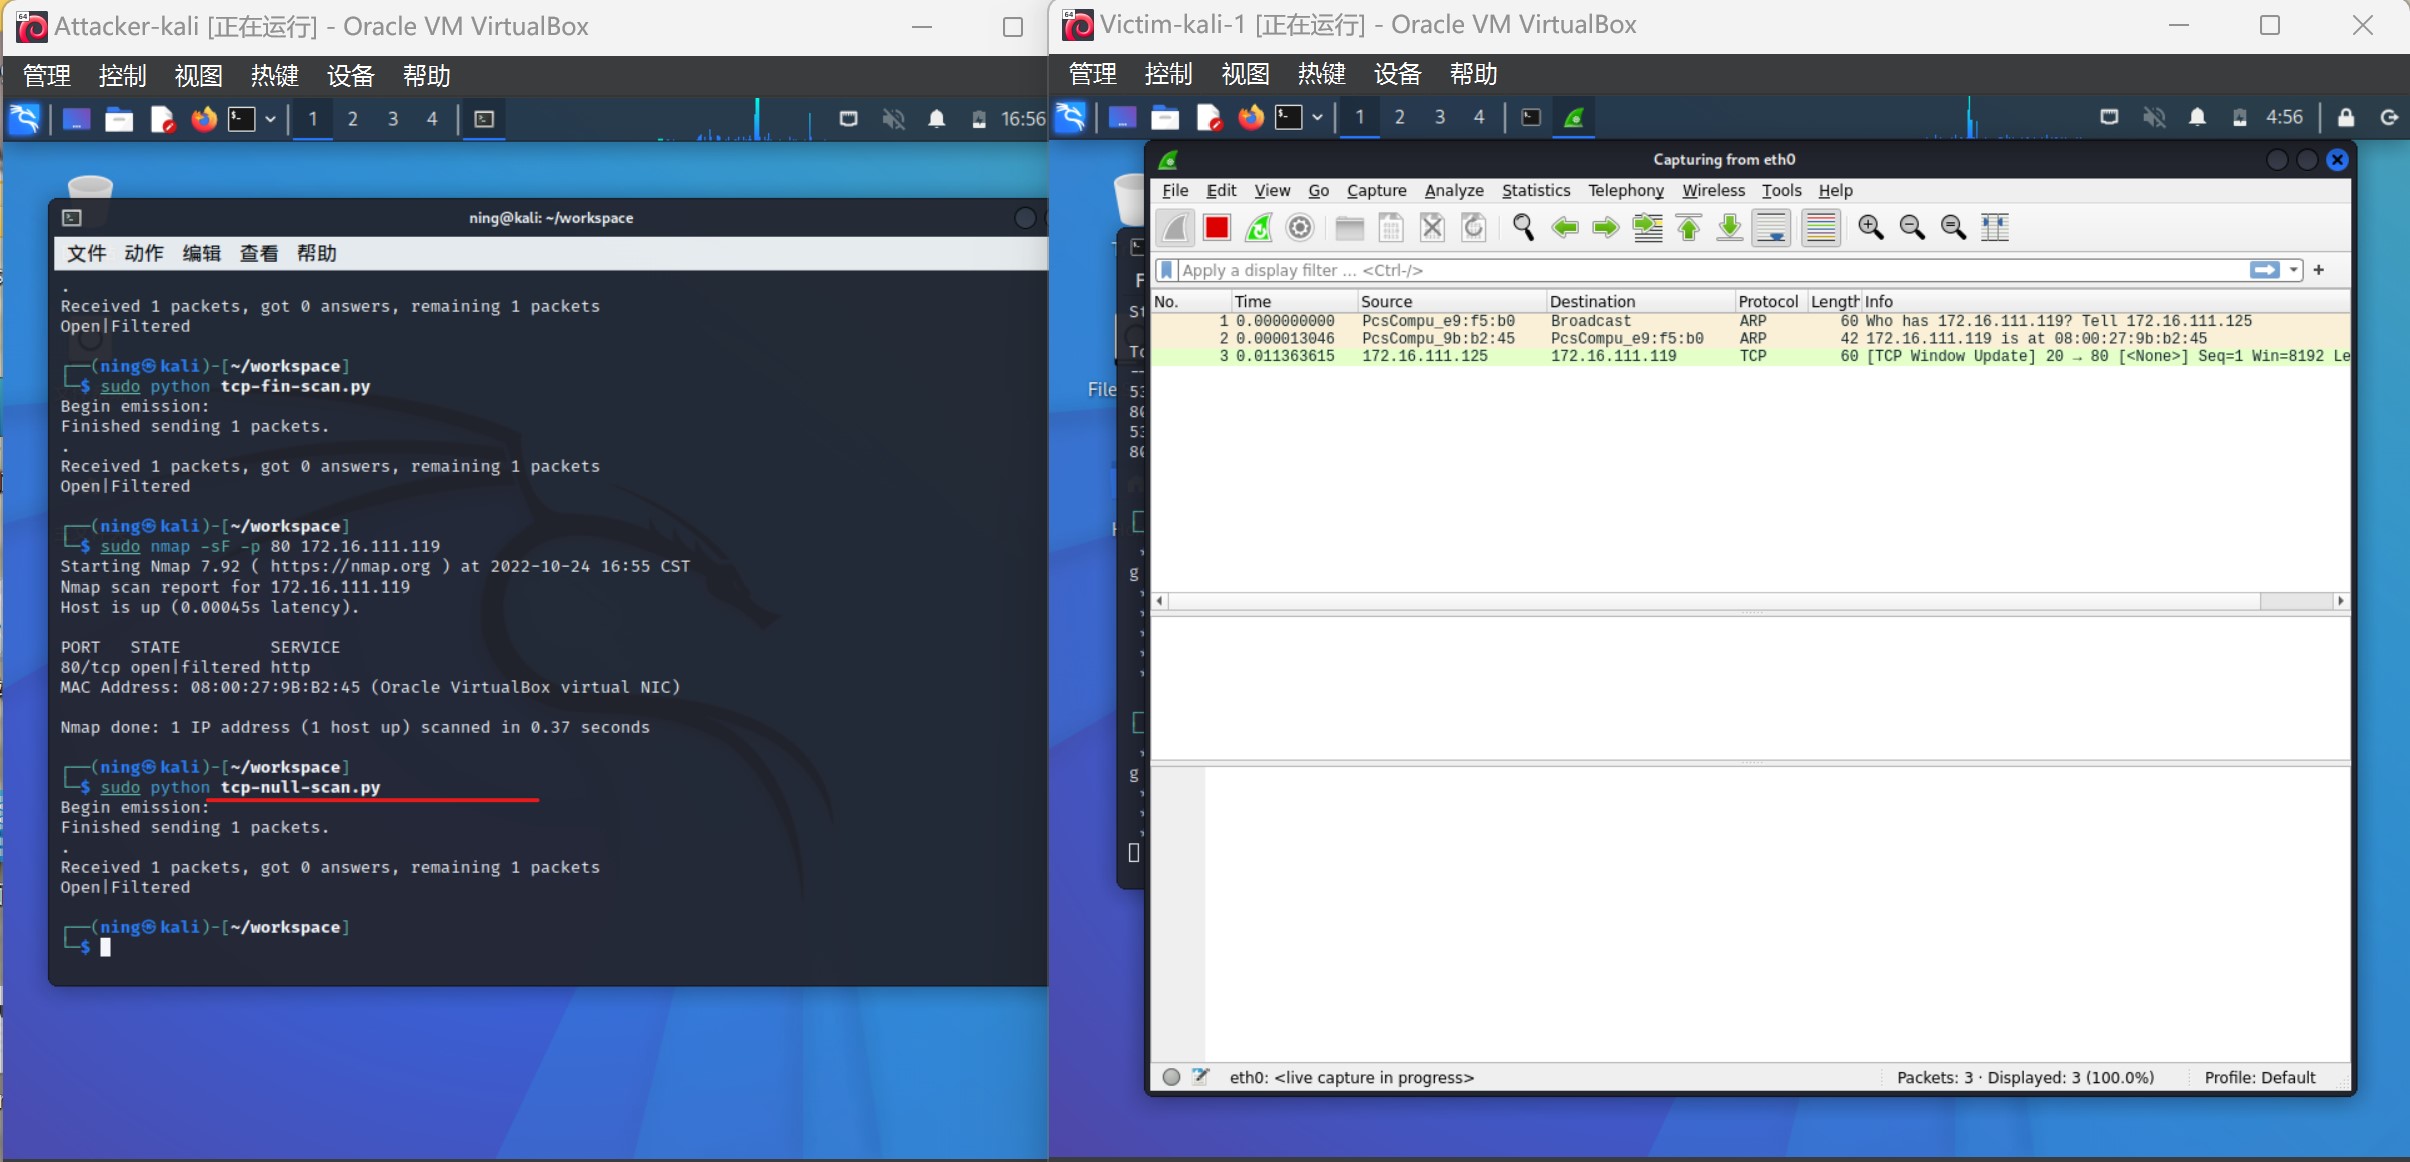 Attacker-kali [正在运行] - Oracle VM VirtualBox
管理 控制 视图 热键 设备 帮助
1 2 3 4 16:56
ning@kali: ~/workspace
文件 动作 编辑 查看 帮助
.
Received 1 packets, got 0 answers, remaining 1 packets
Open|Filtered
┌──(ning㉿kali)-[~/workspace]
└─$ sudo python tcp-fin-scan.py
Begin emission:
Finished sending 1 packets.
.
Received 1 packets, got 0 answers, remaining 1 packets
Open|Filtered
┌──(ning㉿kali)-[~/workspace]
└─$ sudo nmap -sF -p 80 172.16.111.119
Starting Nmap 7.92 ( https://nmap.org ) at 2022-10-24 16:55 CST
Nmap scan report for 172.16.111.119
Host is up (0.00045s latency).
PORT   STATE         SERVICE
80/tcp open|filtered http
MAC Address: 08:00:27:9B:B2:45 (Oracle VirtualBox virtual NIC)
Nmap done: 1 IP address (1 host up) scanned in 0.37 seconds
┌──(ning㉿kali)-[~/workspace]
└─$ sudo python tcp-null-scan.py
Begin emission:
Finished sending 1 packets.
.
Received 1 packets, got 0 answers, remaining 1 packets
Open|Filtered
┌──(ning㉿kali)-[~/workspace]
└─$
Victim-kali-1 [正在运行] - Oracle VM VirtualBox
管理 控制 视图 热键 设备 帮助
1 2 3 4 4:56
Capturing from eth0
File Edit View Go Capture Analyze Statistics Telephony Wireless Tools Help
Apply a display filter ... <Ctrl-/>
No. Time Source Destination Protocol Length Info
1 0.000000000 PcsCompu_e9:f5:b0 Broadcast ARP 60 Who has 172.16.111.119? Tell 172.16.111.125
2 0.000013046 PcsCompu_9b:b2:45 PcsCompu_e9:f5:b0 ARP 42 172.16.111.119 is at 08:00:27:9b:b2:45
3 0.011363615 172.16.111.125 172.16.111.119 TCP 60 [TCP Window Update] 20 → 80 [<None>] Seq=1 Win=8192 Le
File
eth0: <live capture in progress>
Packets: 3 · Displayed: 3 (100.0%)
Profile: Default